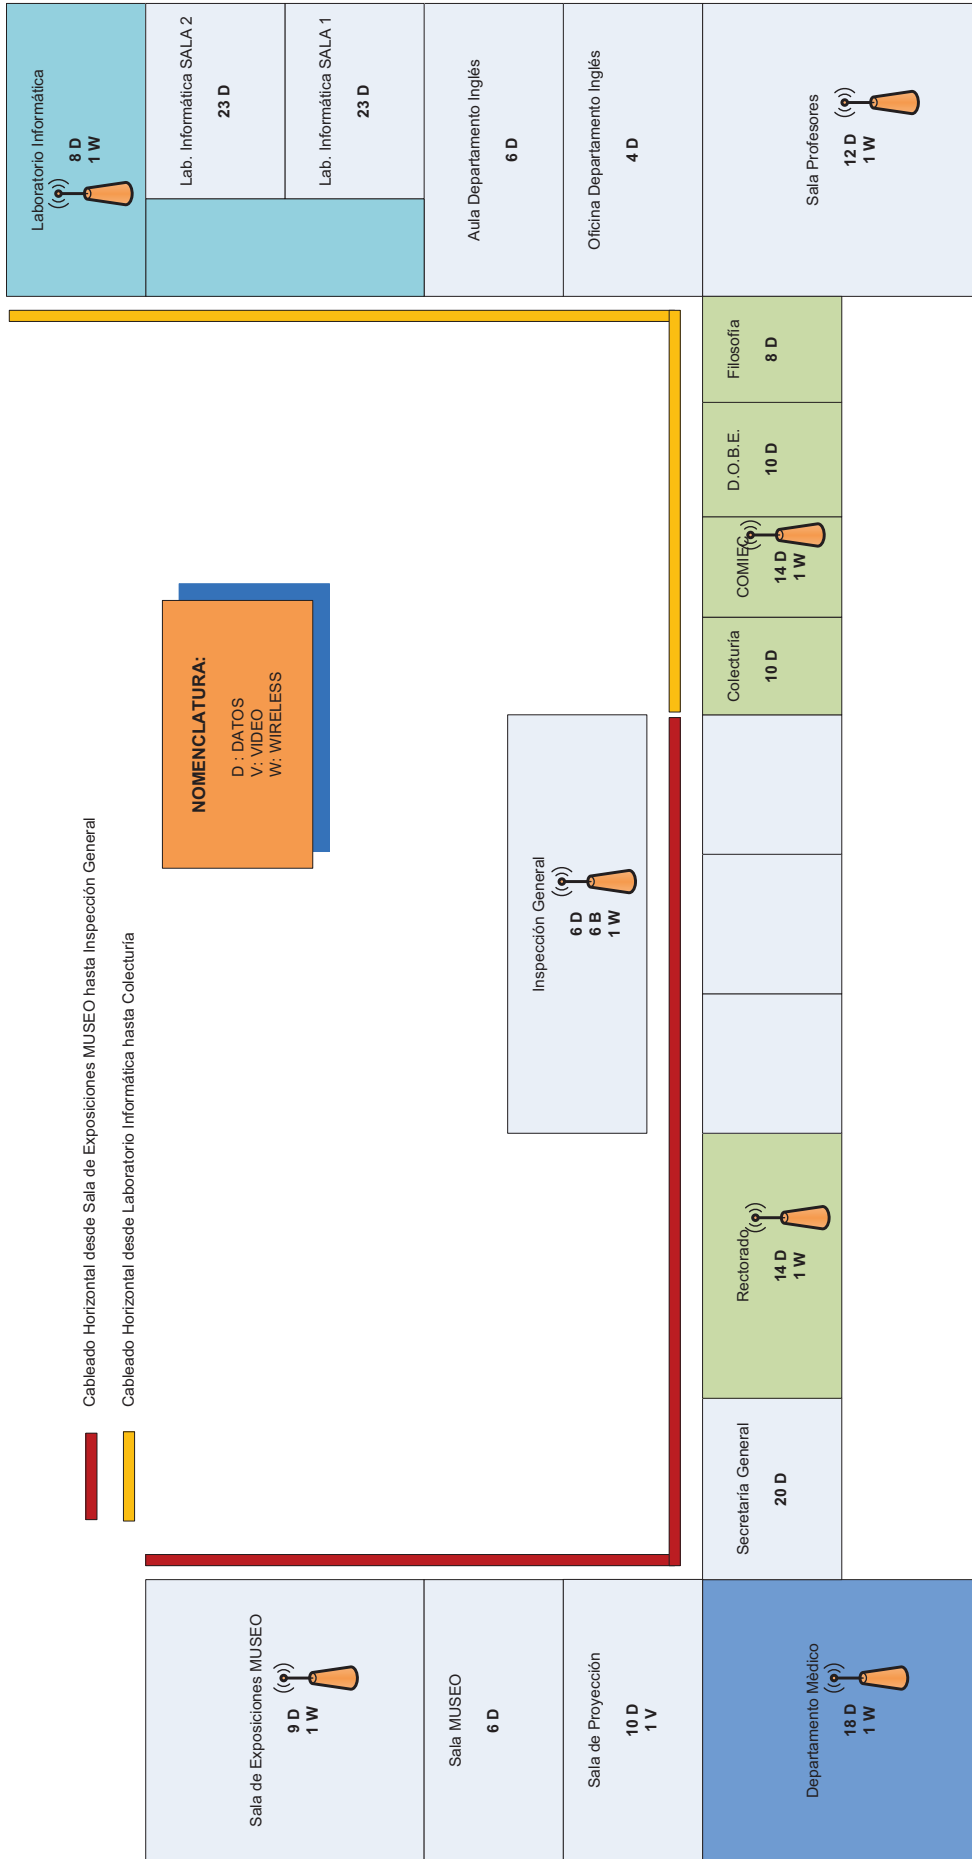 Cableado Horizontal desde Sala de Exposiciones MUSEO hasta Inspección General
Cableado Horizontal desde Laboratorio Informática hasta Colecturía
NOMENCLATURA:
D : DATOS
V: VIDEO
W: WIRELESS
Sala de Exposiciones MUSEO
9 D
1 W
Sala MUSEO
6 D
Sala de Proyección
10 D
1 V
Departamento Mèdico
18 D
1 W
Secretaría General
20 D
Rectorado
14 D
1 W
Inspección General
6 D
6 B
1 W
Colecturía
10 D
COMIEC
14 D
1 W
D.O.B.E.
10 D
Filosofía
8 D
Laboratorio Informática
8 D
1 W
Lab. Informática SALA 2
23 D
Lab. Informática SALA 1
23 D
Aula Departamento Inglés
6 D
Oficina Departamento Inglés
4 D
Sala Profesores
12 D
1 W